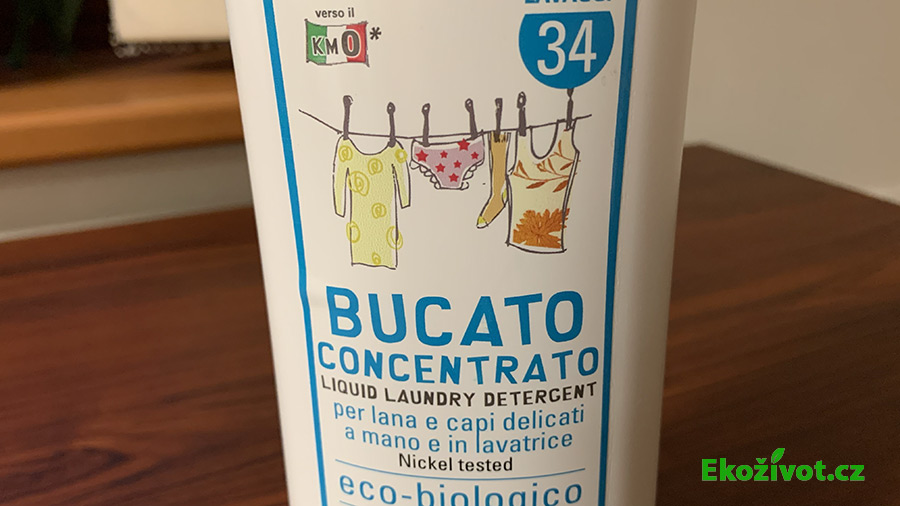 verso il
KM0*
34
BUCATO
CONCENTRATO
LIQUID LAUNDRY DETERGENT
per lana e capi delicati
a mano e in lavatrice
Nickel tested
eco-biologico
Ekoživot.cz